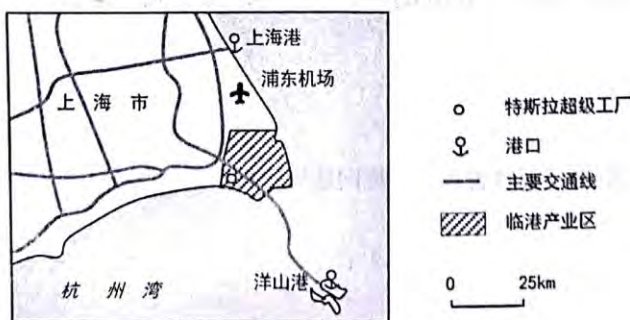 上海港
浦东机场
上海市
洋山港
杭州湾
特斯拉超级工厂
港口
主要交通线
临港产业区
0 25km